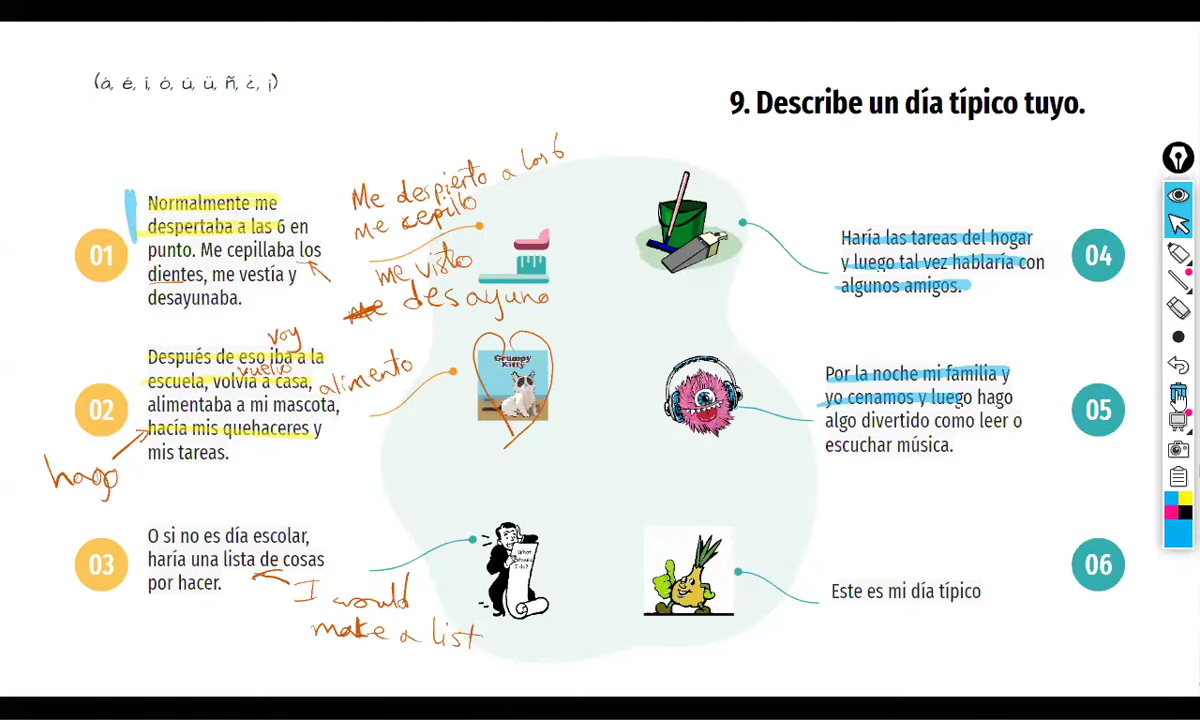 (á, é, í, ó, ú, ü, ñ, ¿, ¡)
9. Describe un día típico tuyo.
Me despierto a las 6
me cepillo
me visto
Me desayuno
01
Normalmente me
despertaba a las 6 en
punto. Me cepillaba los
dientes, me vestía y
desayunaba.
voy
vuelvo
alimento
02
Después de eso iba a la
escuela, volvía a casa,
alimentaba a mi mascota,
hacía mis quehaceres y
mis tareas.
hago
Grumpy
Kitty
03
O si no es día escolar,
haría una lista de cosas
por hacer.
I would
make a list
What
should
I do?
04
Haría las tareas del hogar
y luego tal vez hablaría con
algunos amigos.
05
Por la noche mi familia y
yo cenamos y luego hago
algo divertido como leer o
escuchar música.
06
Este es mi día típico